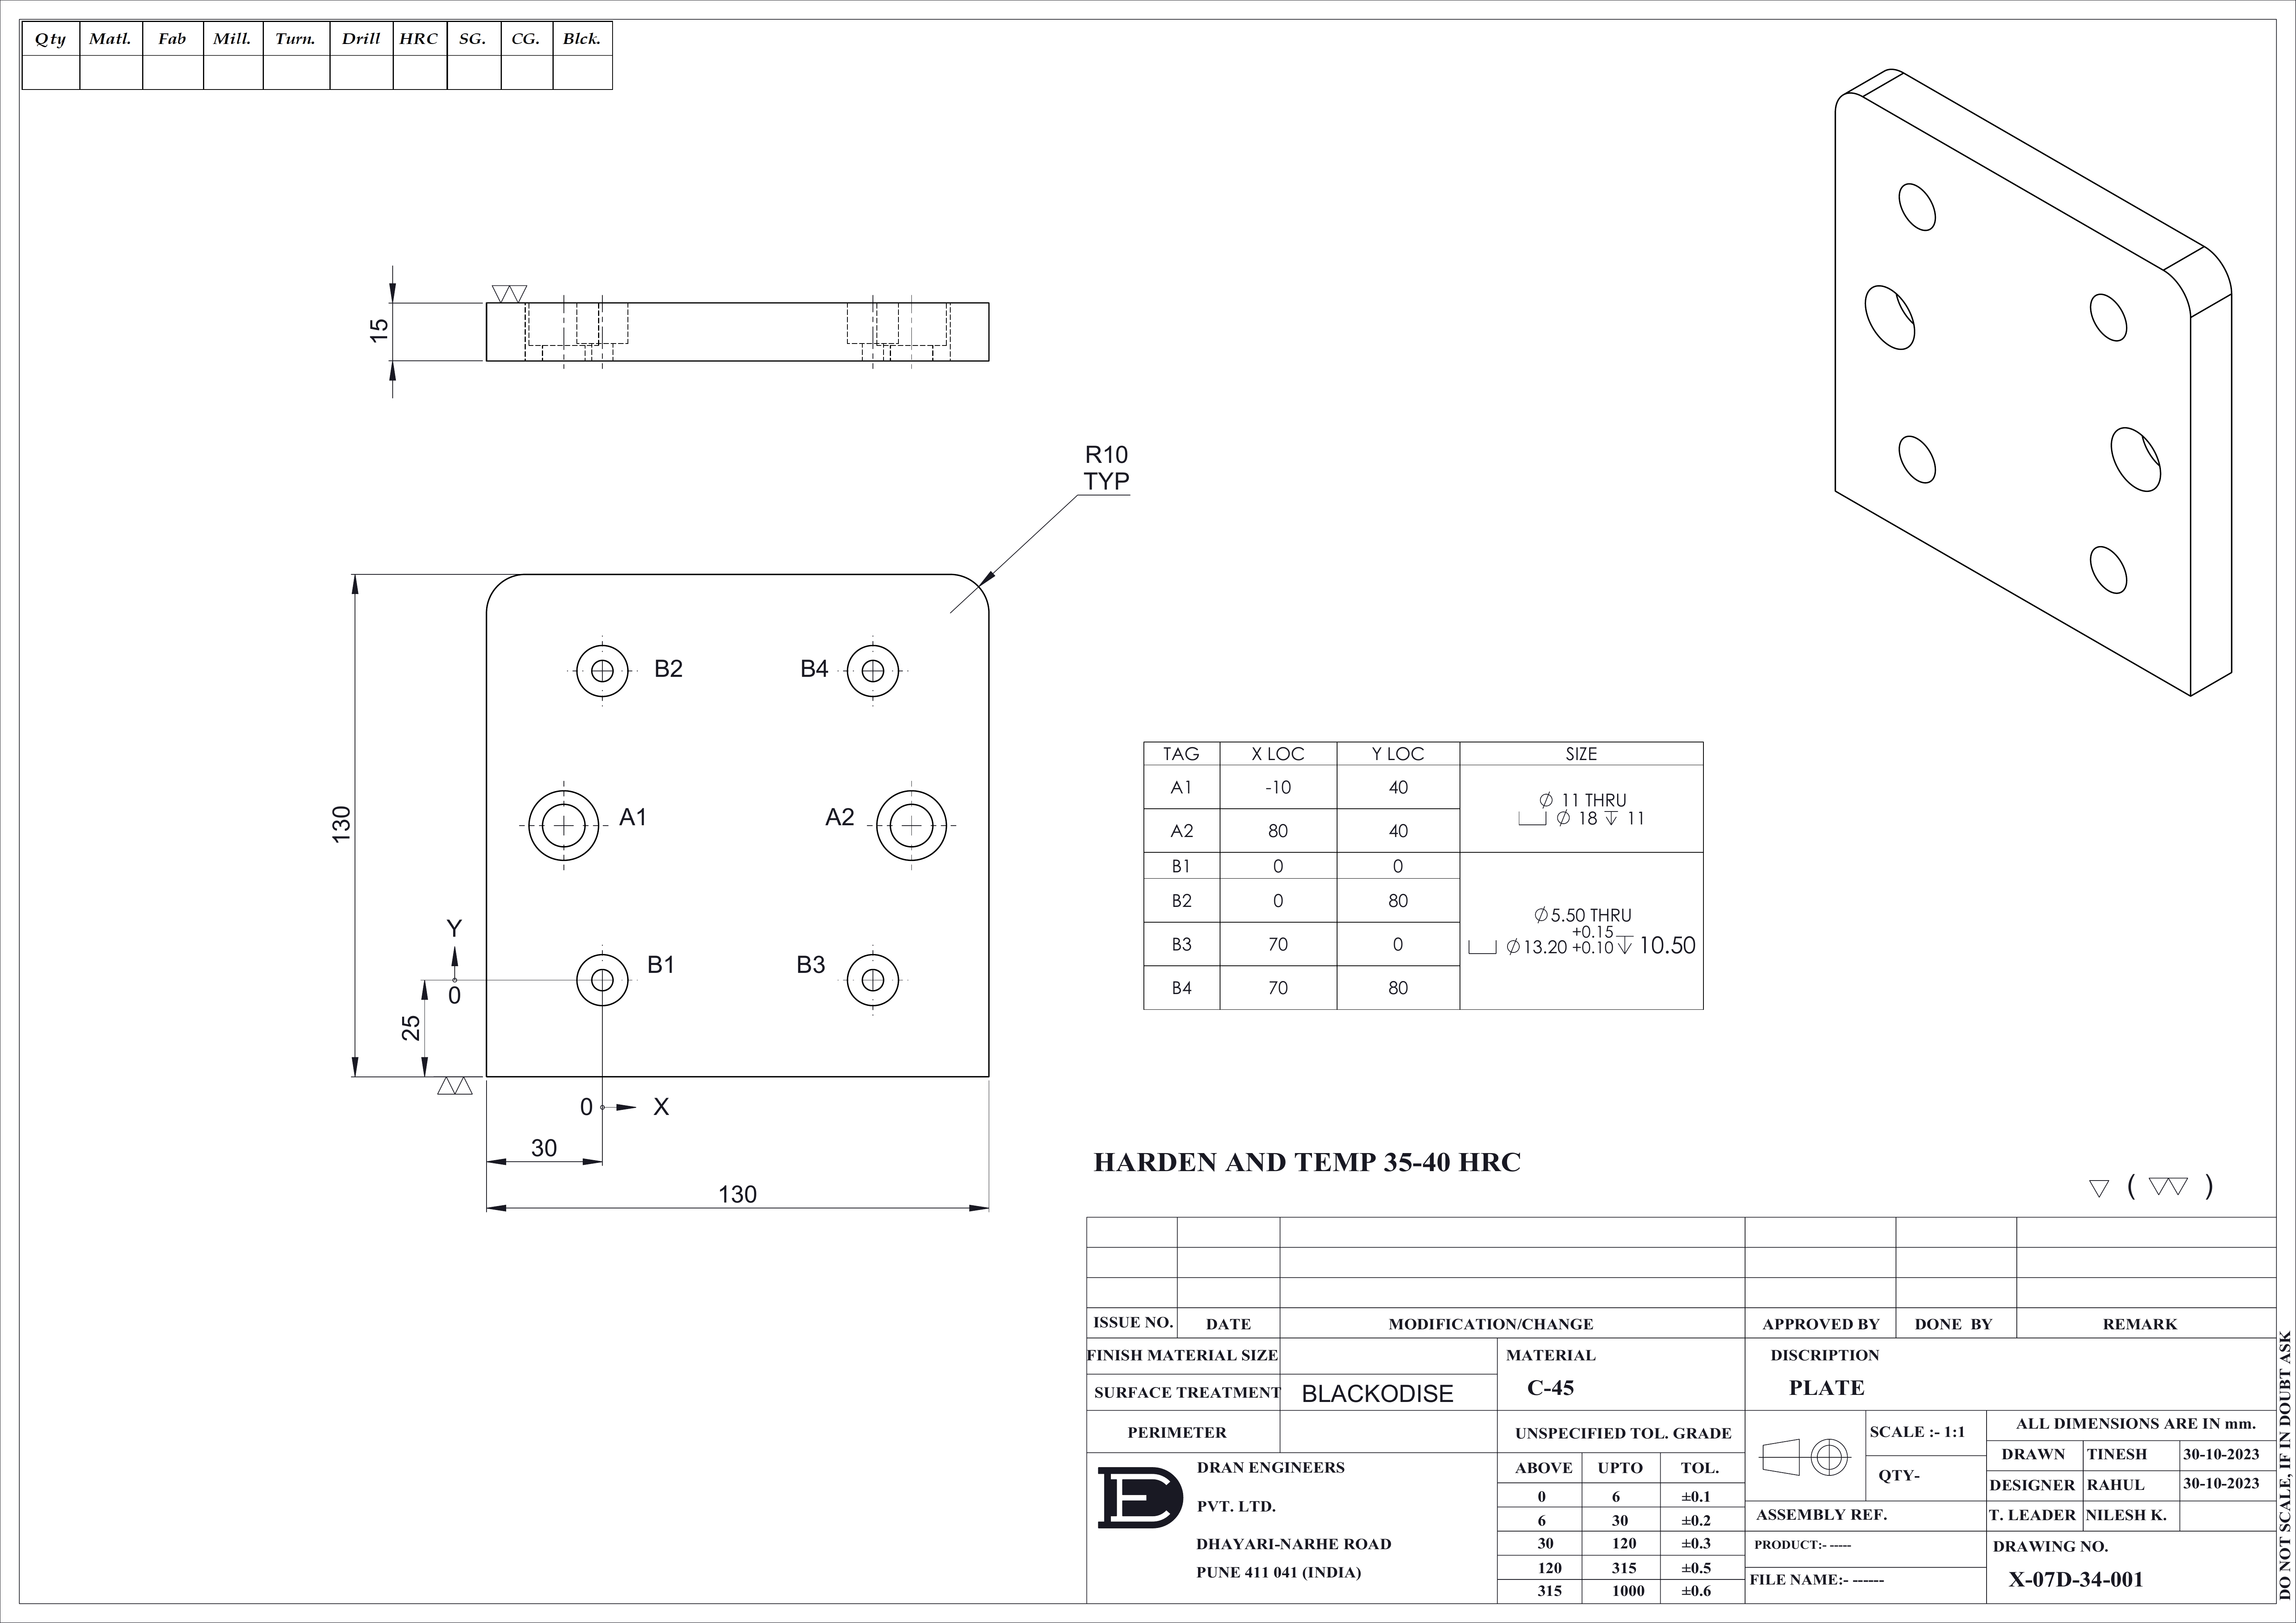 Qty Matl. Fab Mill. Turn. Drill HRC SG. CG. Blck.
15
R10
TYP
B2 B4
A1 A2
B1 B3
130
Y
0
25
0 X
30
130
TAG X LOC Y LOC SIZE
A1 -10 40
A2 80 40
⌀ 11 THRU
⌴ ⌀ 18 ↧ 11
B1 0 0
B2 0 80
B3 70 0
B4 70 80
⌀5.50 THRU
+0.15
⌴ ⌀13.20 +0.10 ↧ 10.50
HARDEN AND TEMP 35-40 HRC
▽ ( ▽▽ )
ISSUE NO. DATE MODIFICATION/CHANGE APPROVED BY DONE BY REMARK
FINISH MATERIAL SIZE
SURFACE TREATMENT BLACKODISE
PERIMETER
MATERIAL
C-45
DISCRIPTION
PLATE
DRAN ENGINEERS
PVT. LTD.
DHAYARI-NARHE ROAD
PUNE 411 041 (INDIA)
UNSPECIFIED TOL. GRADE
ABOVE UPTO TOL.
0 6 ±0.1
6 30 ±0.2
30 120 ±0.3
120 315 ±0.5
315 1000 ±0.6
SCALE :- 1:1
QTY-
ASSEMBLY REF.
PRODUCT:- -----
FILE NAME:- ------
ALL DIMENSIONS ARE IN mm.
DRAWN TINESH 30-10-2023
DESIGNER RAHUL 30-10-2023
T. LEADER NILESH K.
DRAWING NO.
X-07D-34-001
DO NOT SCALE, IF IN DOUBT ASK